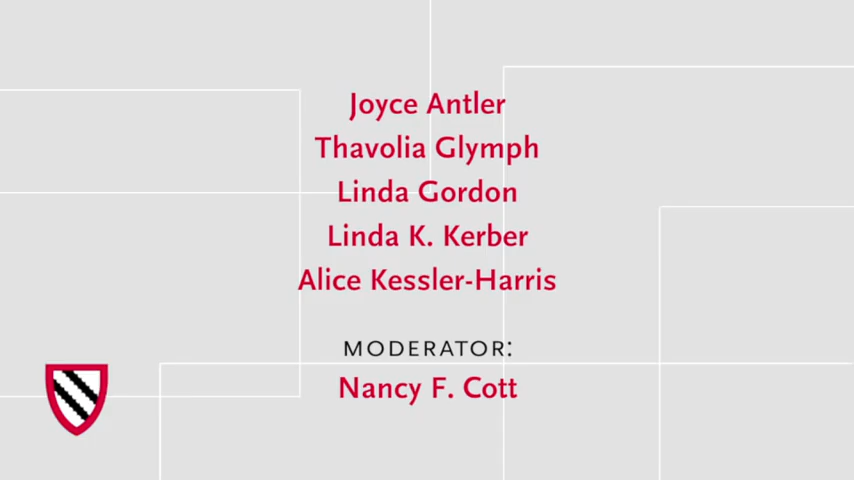 Joyce Antler
Thavolia Glymph
Linda Gordon
Linda K. Kerber
Alice Kessler-Harris
MODERATOR:
Nancy F. Cott